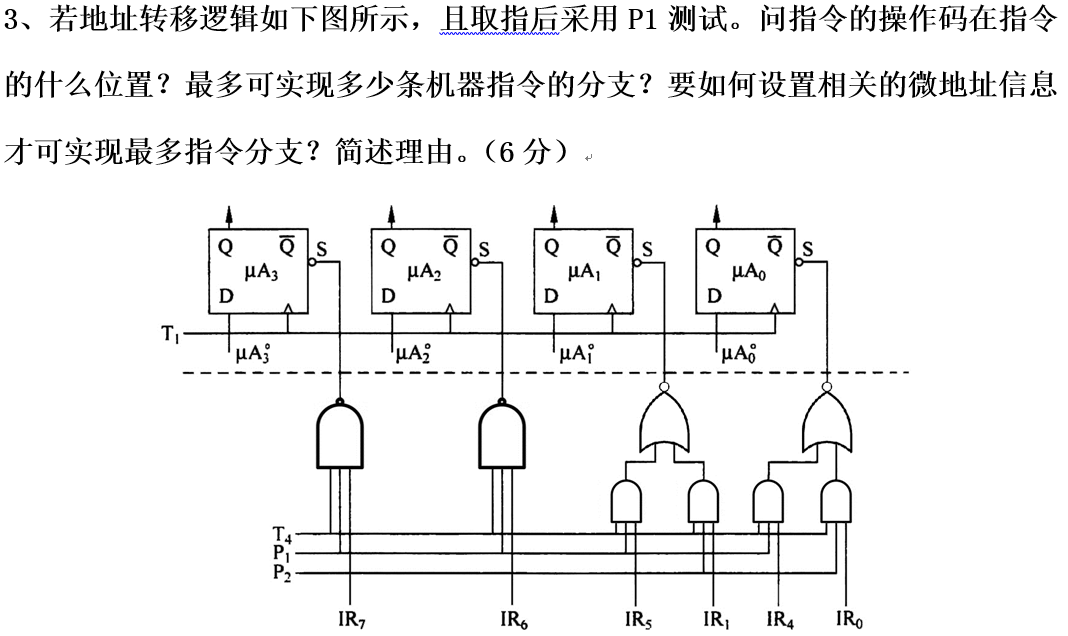 3、若地址转移逻辑如下图所示，且取指后采用 P1 测试。问指令的操作码在指令
的什么位置？最多可实现多少条机器指令的分支？要如何设置相关的微地址信息
才可实现最多指令分支？简述理由。（6 分）
Q Q̅ S Q Q̅ S Q Q̅ S Q Q̅ S
μA₃ μA₂ μA₁ μA₀
D D D D
T₁
μA₃° μA₂° μA₁° μA₀°
T₄
P₁
P₂
IR₇ IR₆ IR₅ IR₁ IR₄ IR₀